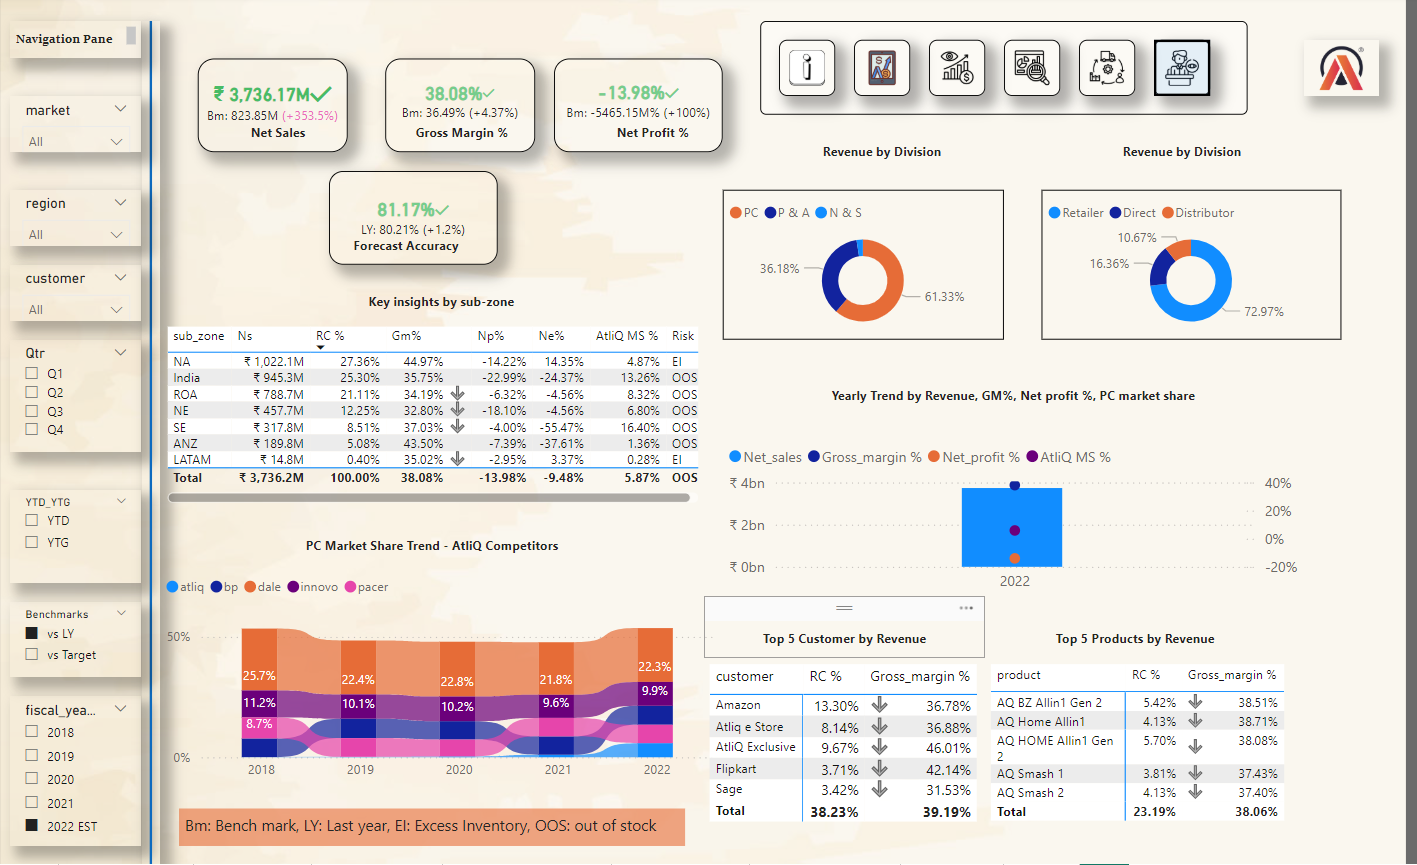 Navigation Pane
market
All
region
All
customer
All
Qtr
Q1
Q2
Q3
Q4
YTD_YTG
YTD
YTG
Benchmarks
vs LY
vs Target
fiscal_yea...
2018
2019
2020
2021
2022 EST
₹ 3,736.17M
Bm: 823.85M (+353.5%)
Net Sales
38.08%
Bm: 36.49% (+4.37%)
Gross Margin %
-13.98%
Bm: -5465.15M% (+100%)
Net Profit %
81.17%
LY: 80.21% (+1.2%)
Forecast Accuracy
Key insights by sub-zone
sub_zone Ns RC % Gm% Np% Ne% AtliQ MS % Risk
NA ₹ 1,022.1M 27.36% 44.97% -14.22% 14.35% 4.87% EI
India ₹ 945.3M 25.30% 35.75% -22.99% -24.37% 13.26% OOS
ROA ₹ 788.7M 21.11% 34.19% -6.32% -4.56% 8.32% OOS
NE ₹ 457.7M 12.25% 32.80% -18.10% -4.56% 6.80% OOS
SE ₹ 317.8M 8.51% 37.03% -4.00% -55.47% 16.40% OOS
ANZ ₹ 189.8M 5.08% 43.50% -7.39% -37.61% 1.36% OOS
LATAM ₹ 14.8M 0.40% 35.02% -2.95% 3.37% 0.28% EI
Total ₹ 3,736.2M 100.00% 38.08% -13.98% -9.48% 5.87% OOS
PC Market Share Trend - AtliQ Competitors
atliq bp dale innovo pacer
50%
0%
25.7% 22.4% 22.8% 21.8% 22.3%
11.2% 10.1% 10.2% 9.6% 9.9%
8.7%
2018 2019 2020 2021 2022
Bm: Bench mark, LY: Last year, EI: Excess Inventory, OOS: out of stock
Revenue by Division
PC P & A N & S
36.18%
61.33%
Revenue by Division
Retailer Direct Distributor
10.67%
16.36%
72.97%
Yearly Trend by Revenue, GM%, Net profit %, PC market share
Net_sales Gross_margin % Net_profit % AtliQ MS %
₹ 4bn 40%
20%
₹ 2bn
0%
₹ 0bn -20%
2022
Top 5 Customer by Revenue
customer RC % Gross_margin %
Amazon 13.30% 36.78%
Atliq e Store 8.14% 36.88%
AtliQ Exclusive 9.67% 46.01%
Flipkart 3.71% 42.14%
Sage 3.42% 31.53%
Total 38.23% 39.19%
Top 5 Products by Revenue
product RC % Gross_margin %
AQ BZ Allin1 Gen 2 5.42% 38.51%
AQ Home Allin1 4.13% 38.71%
AQ HOME Allin1 Gen 5.70% 38.08%
2
AQ Smash 1 3.81% 37.43%
AQ Smash 2 4.13% 37.40%
Total 23.19% 38.06%